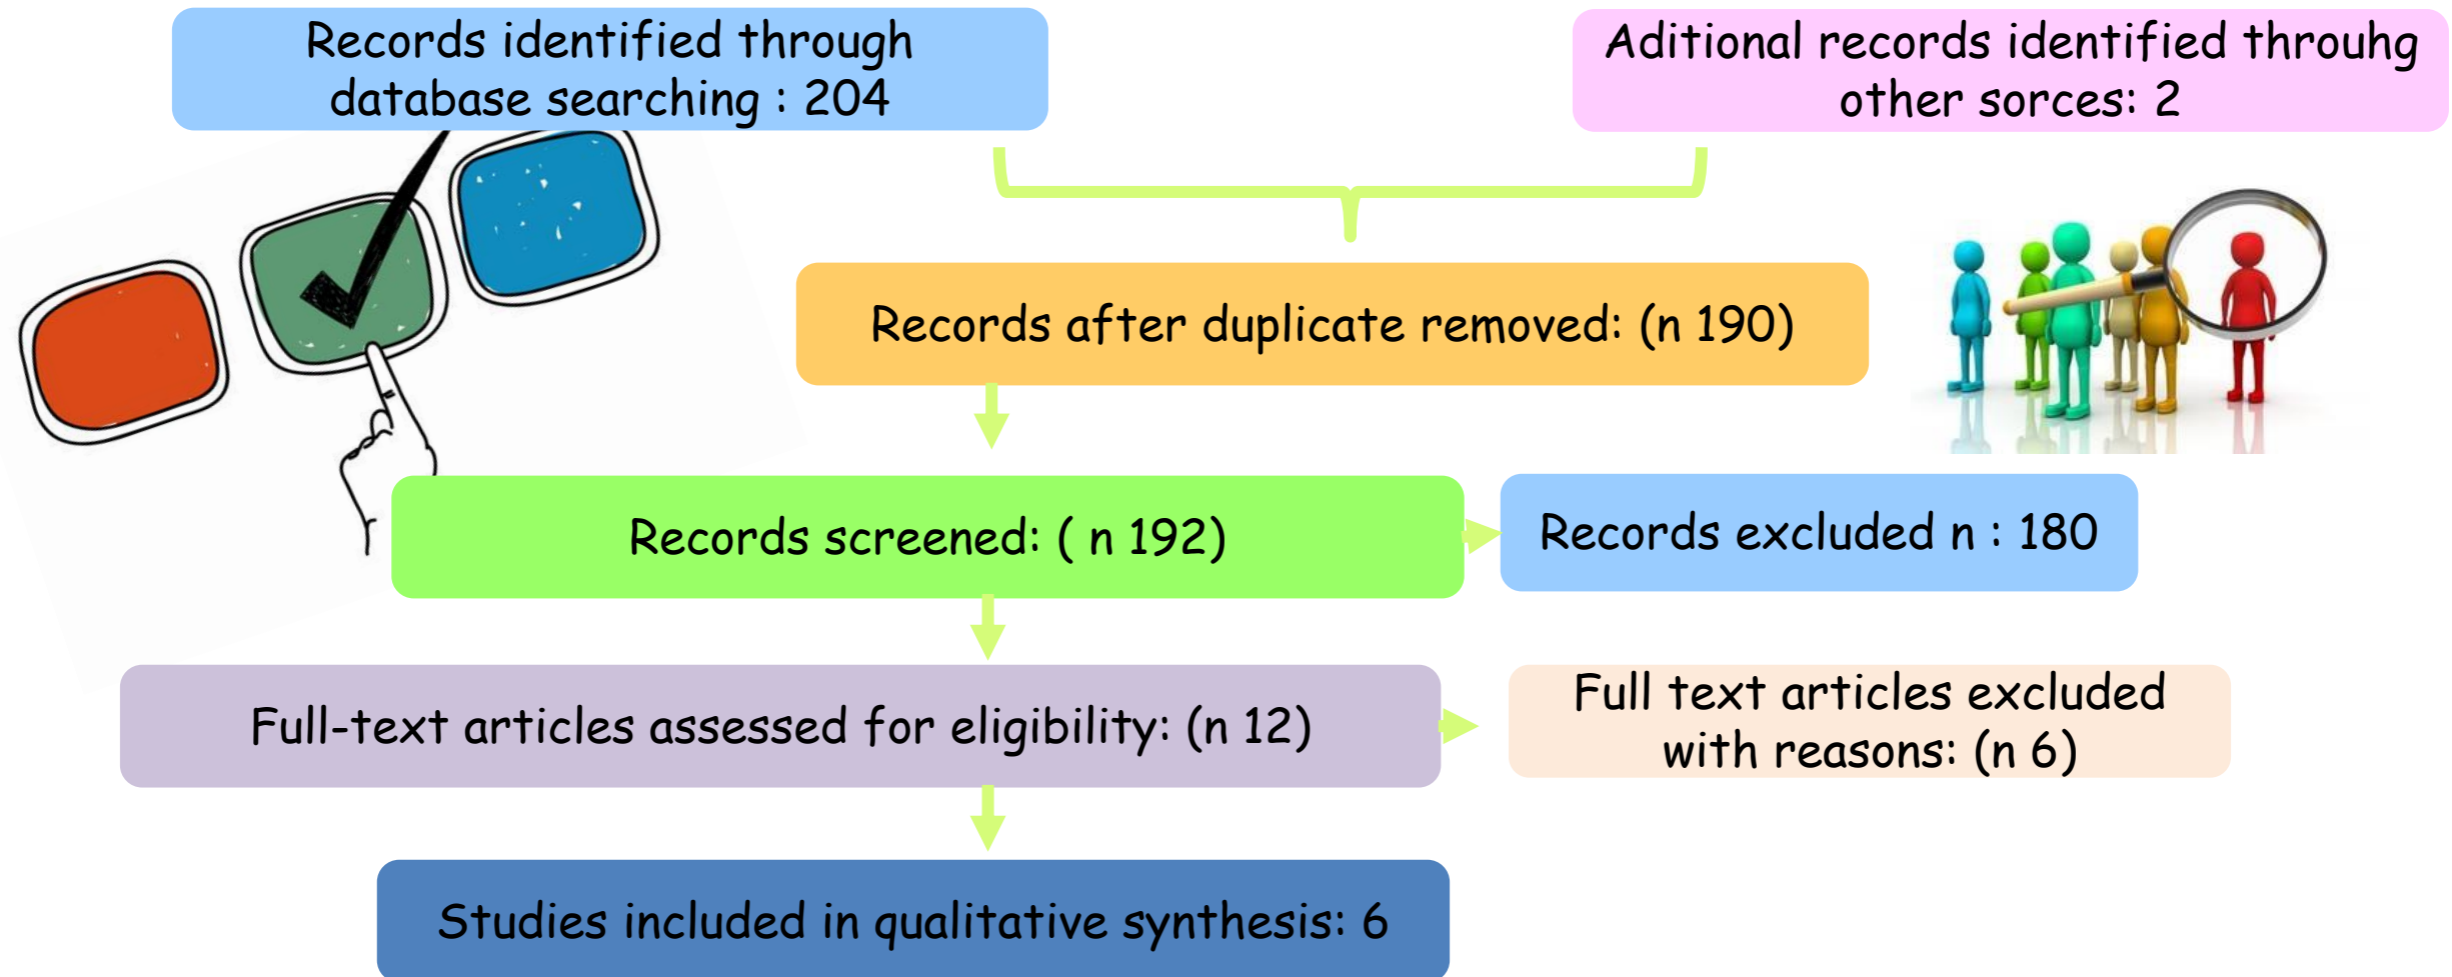 Records identified through
database searching : 204
Aditional records identified throuhg
other sorces: 2
Records after duplicate removed: (n 190)
Records screened: ( n 192)
Records excluded n : 180
Full-text articles assessed for eligibility: (n 12)
Full text articles excluded
with reasons: (n 6)
Studies included in qualitative synthesis: 6